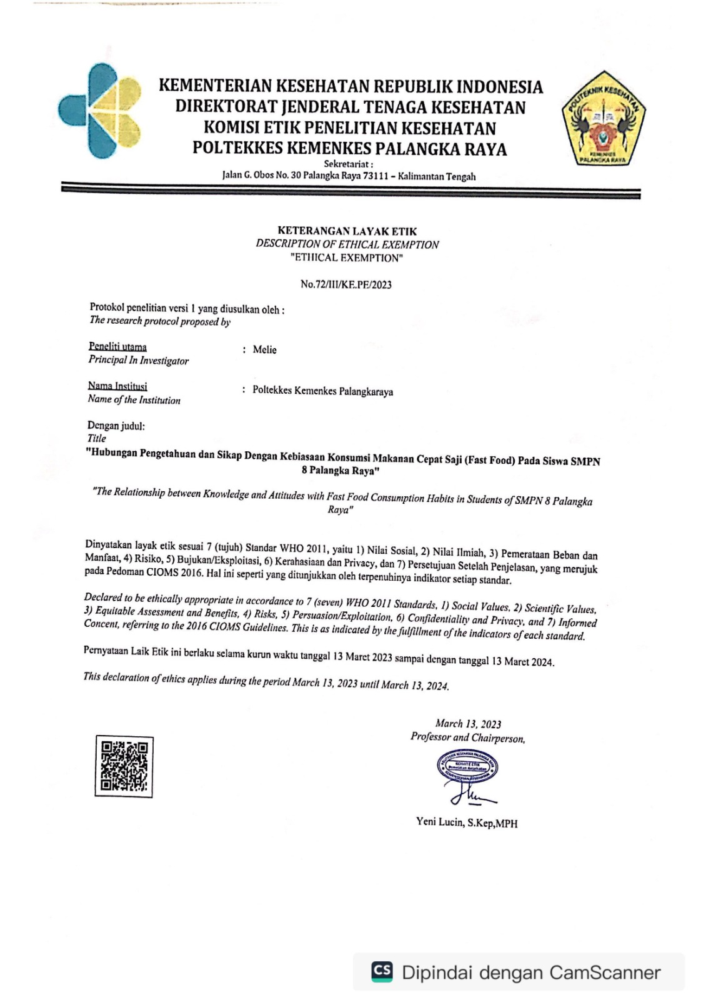 KEMENTERIAN KESEHATAN REPUBLIK INDONESIA
DIREKTORAT JENDERAL TENAGA KESEHATAN
KOMISI ETIK PENELITIAN KESEHATAN
POLTEKKES KEMENKES PALANGKA RAYA
Sekretariat :
Jalan G. Obos No. 30 Palangka Raya 73111 – Kalimantan Tengah
POLITEKNIK KESEHATAN
KEMENKES
PALANGKA RAYA
KETERANGAN LAYAK ETIK
DESCRIPTION OF ETHICAL EXEMPTION
"ETHICAL EXEMPTION"
No.72/III/KE.PE/2023
Protokol penelitian versi 1 yang diusulkan oleh :
The research protocol proposed by
Peneliti utama : Melie
Principal In Investigator
Nama Institusi : Poltekkes Kemenkes Palangkaraya
Name of the Institution
Dengan judul:
Title
"Hubungan Pengetahuan dan Sikap Dengan Kebiasaan Konsumsi Makanan Cepat Saji (Fast Food) Pada Siswa SMPN
8 Palangka Raya"
"The Relationship between Knowledge and Attitudes with Fast Food Consumption Habits in Students of SMPN 8 Palangka
Raya"
Dinyatakan layak etik sesuai 7 (tujuh) Standar WHO 2011, yaitu 1) Nilai Sosial, 2) Nilai Ilmiah, 3) Pemerataan Beban dan
Manfaat, 4) Risiko, 5) Bujukan/Eksploitasi, 6) Kerahasiaan dan Privacy, dan 7) Persetujuan Setelah Penjelasan, yang merujuk
pada Pedoman CIOMS 2016. Hal ini seperti yang ditunjukkan oleh terpenuhinya indikator setiap standar.
Declared to be ethically appropriate in accordance to 7 (seven) WHO 2011 Standards, 1) Social Values, 2) Scientific Values,
3) Equitable Assessment and Benefits, 4) Risks, 5) Persuasion/Exploitation, 6) Confidentiality and Privacy, and 7) Informed
Concent, referring to the 2016 CIOMS Guidelines. This is as indicated by the fulfillment of the indicators of each standard.
Pernyataan Laik Etik ini berlaku selama kurun waktu tanggal 13 Maret 2023 sampai dengan tanggal 13 Maret 2024.
This declaration of ethics applies during the period March 13, 2023 until March 13, 2024.
March 13, 2023
Professor and Chairperson,
POLITEKNIK KESEHATAN PALANGKA RAYA
KOMITE ETIK
Penelitian Kesehatan
KEMENTERIAN KESEHATAN
Yeni Lucin, S.Kep,MPH
CS Dipindai dengan CamScanner